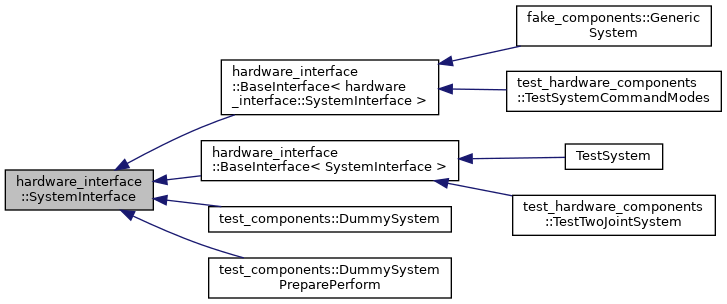 hardware_interface
::SystemInterface
hardware_interface
::BaseInterface< hardware
_interface::SystemInterface >
fake_components::Generic
System
test_hardware_components
::TestSystemCommandModes
hardware_interface
::BaseInterface< SystemInterface >
TestSystem
test_hardware_components
::TestTwoJointSystem
test_components::DummySystem
test_components::DummySystem
PreparePerform